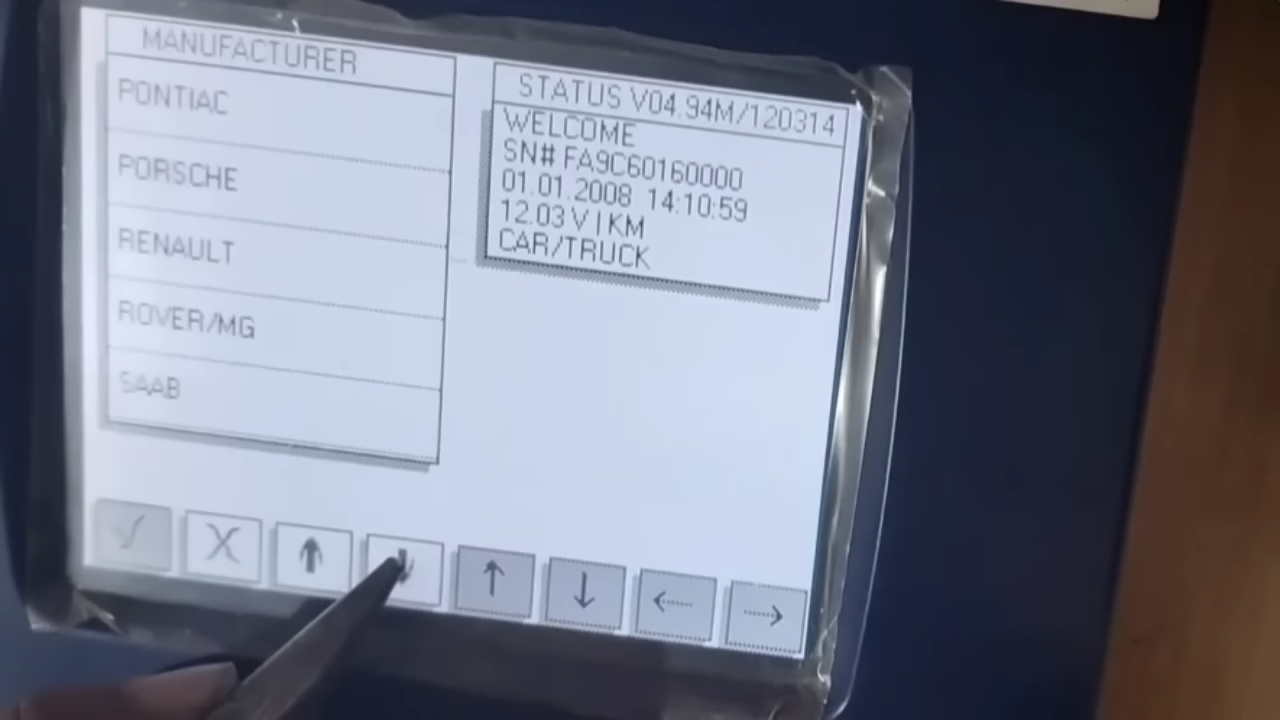 MANUFACTURER
PONTIAC
PORSCHE
RENAULT
ROVER/MG
SAAB
STATUS V04.94M/120314
WELCOME
SN# FA9C60160000
01.01.2008 14:10:59
12.03 V | KM
CAR/TRUCK